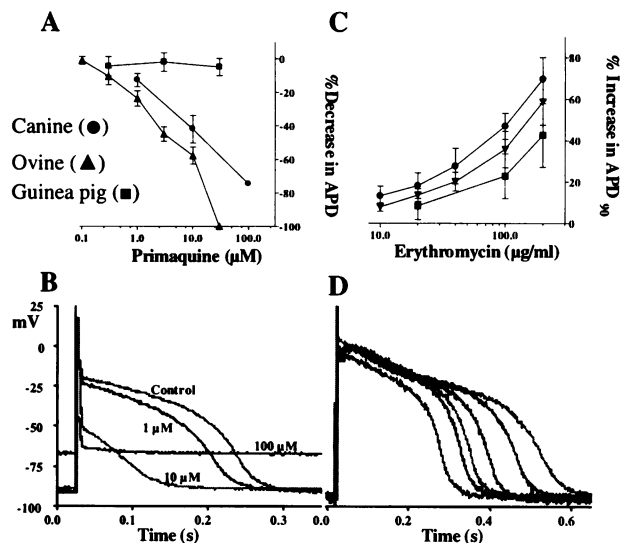 A
0
-20
-40
-60
-80
-100
% Decrease in APD
Canine (●)
Ovine (▲)
Guinea pig (■)
0.1 1.0 10.0 100.0
Primaquine (µM)
C
80
60
40
20
0
% Increase in APD 90
10.0 100.0
Erythromycin (µg/ml)
B
mV
25
0
-25
-50
-75
-100
Control
1 µM
100 µM
10 µM
0.0 0.1 0.2 0.3
Time (s)
D
0.0 0.2 0.4 0.6
Time (s)